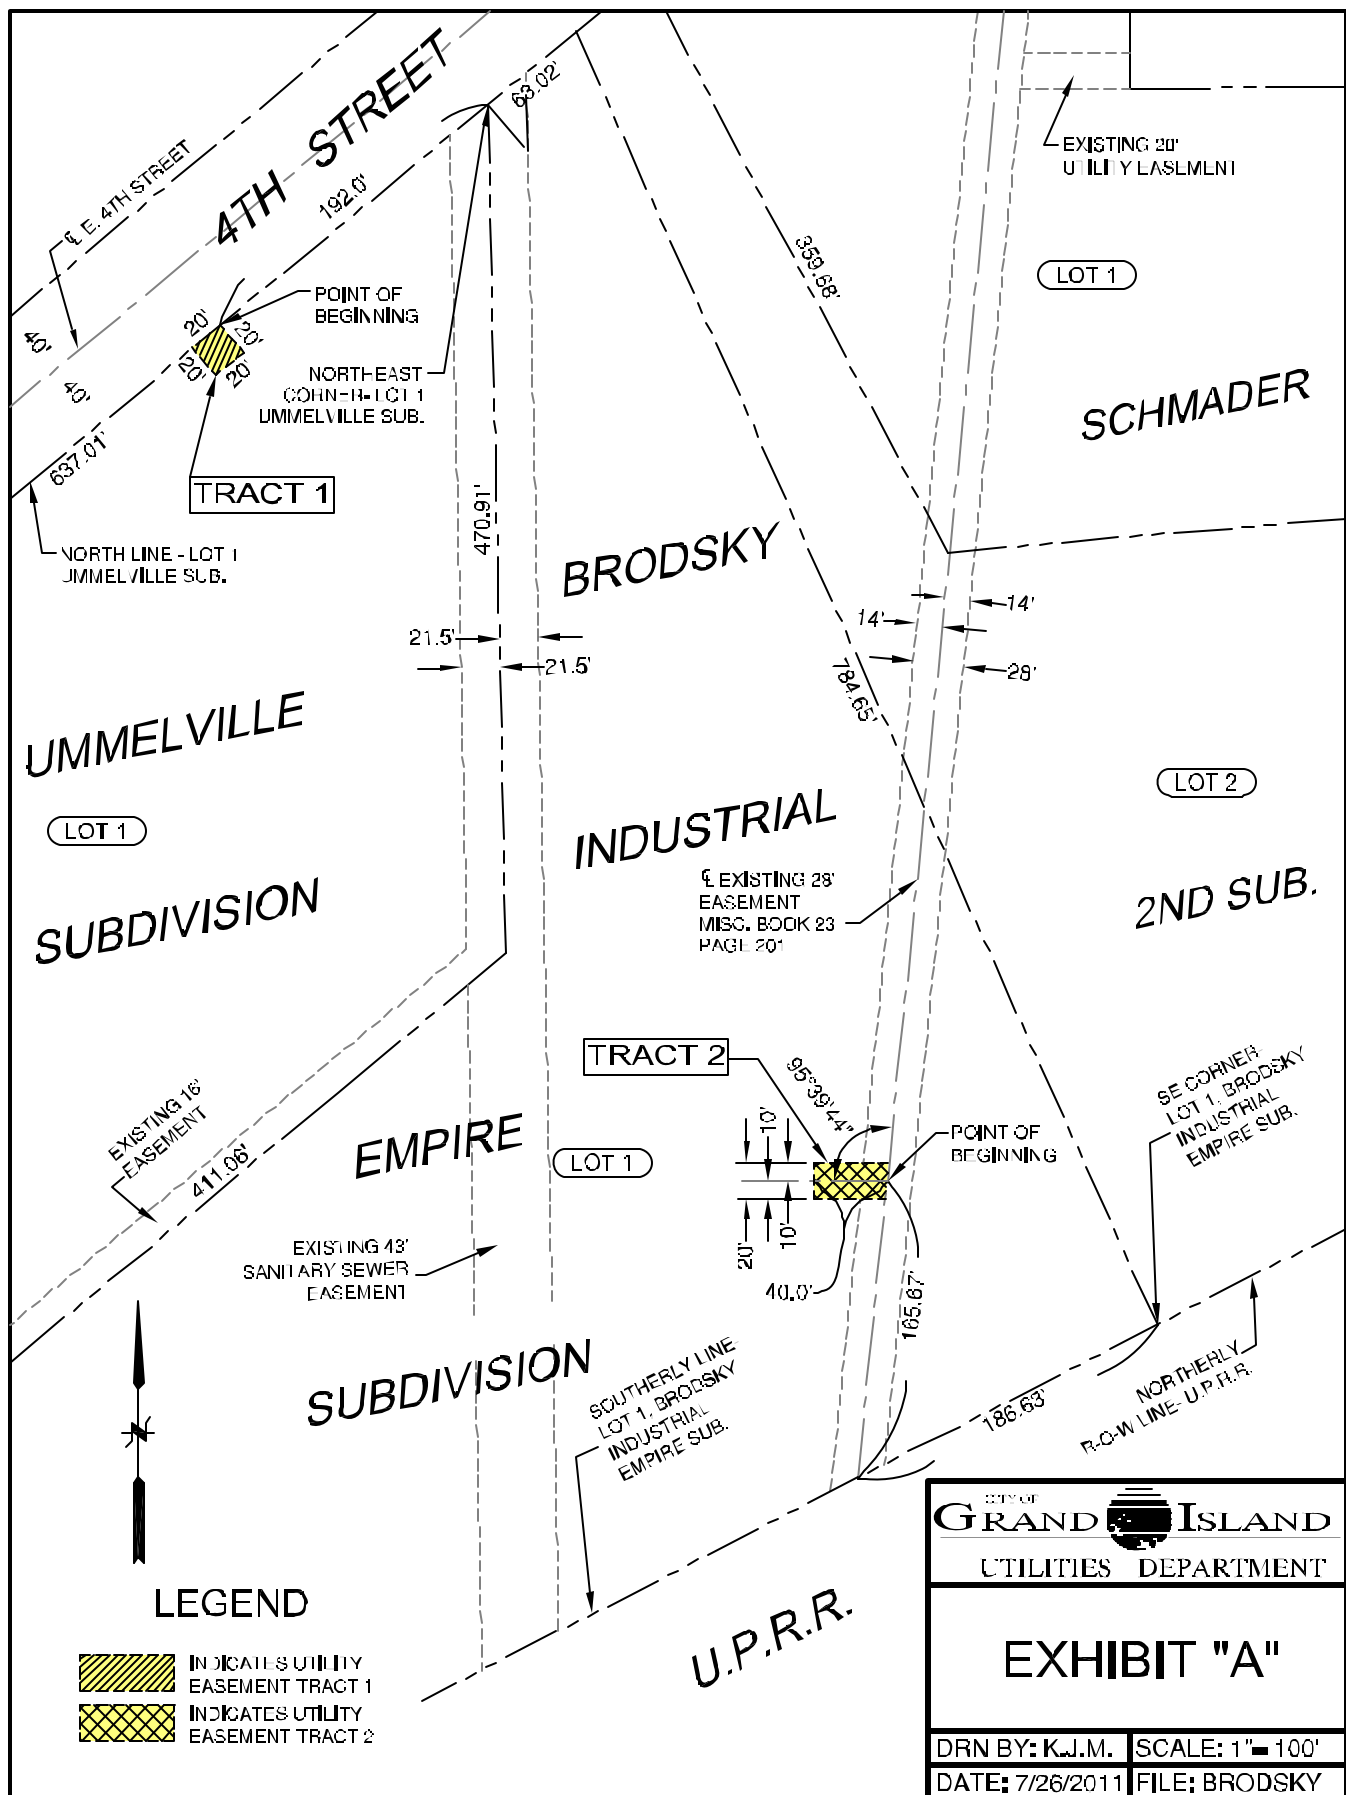 4TH STREET
℄ E. 4TH STREET
63.02'
192.0'
EXISTING 20'
UTILITY EASEMENT
359.68'
LOT 1
POINT OF
BEGINNING
20'
20'
20'
20'
40'
40'
NORTHEAST
CORNER-LOT 1
UMMELVILLE SUB.
637.01'
TRACT 1
SCHMADER
470.91'
NORTH LINE - LOT 1
UMMELVILLE SUB.
BRODSKY
14'
14'
21.5'
21.5'
28'
784.65'
UMMELVILLE
LOT 2
LOT 1
INDUSTRIAL
℄ EXISTING 28'
EASEMENT
MISC. BOOK 23
PAGE 201
2ND SUB.
SUBDIVISION
TRACT 2
95°39'44"
SE CORNER-
LOT 1, BRODSKY
INDUSTRIAL
EMPIRE SUB.
EXISTING 16'
EASEMENT
411.06'
EMPIRE
LOT 1
10'
POINT OF
BEGINNING
20'
10'
40.0'
165.67'
EXISTING 43'
SANITARY SEWER
EASEMENT
SUBDIVISION
SOUTHERLY LINE-
LOT 1, BRODSKY
INDUSTRIAL
EMPIRE SUB.
186.63'
NORTHERLY
R-O-W LINE- U.P.R.R.
N
U.P.R.R.
LEGEND
INDICATES UTILITY
EASEMENT TRACT 1
INDICATES UTILITY
EASEMENT TRACT 2
CITY OF
GRAND ISLAND
UTILITIES DEPARTMENT
EXHIBIT "A"
DRN BY: K.J.M. SCALE: 1"= 100'
DATE: 7/26/2011 FILE: BRODSKY